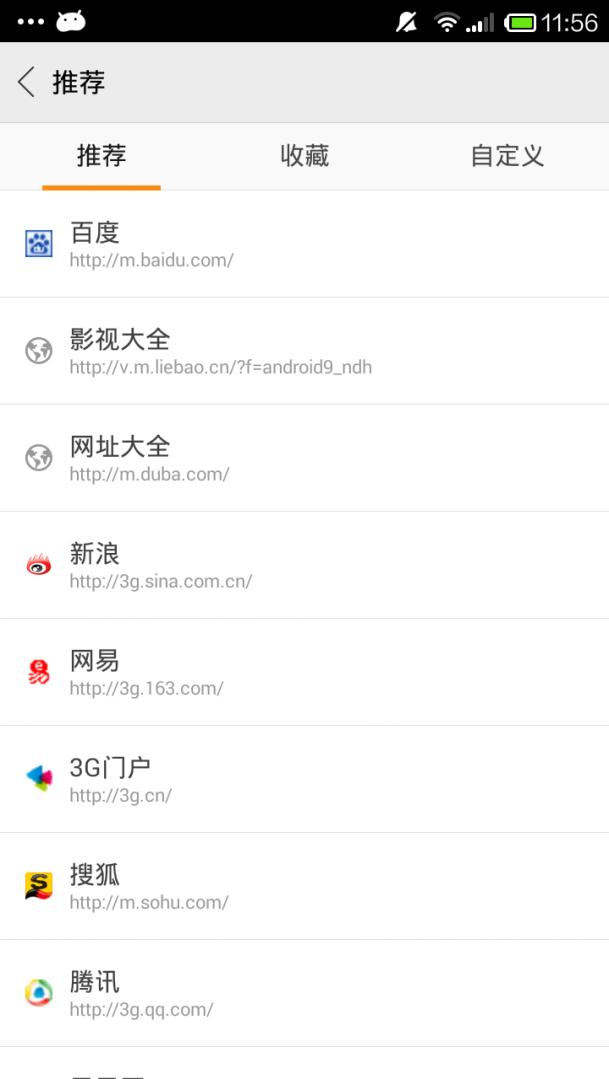 11:56
推荐
推荐 收藏 自定义
百度
http://m.baidu.com/
影视大全
http://v.m.liebao.cn/?f=android9_ndh
网址大全
http://m.duba.com/
新浪
http://3g.sina.com.cn/
网易
http://3g.163.com/
3G门户
http://3g.cn/
搜狐
http://m.sohu.com/
腾讯
http://3g.qq.com/